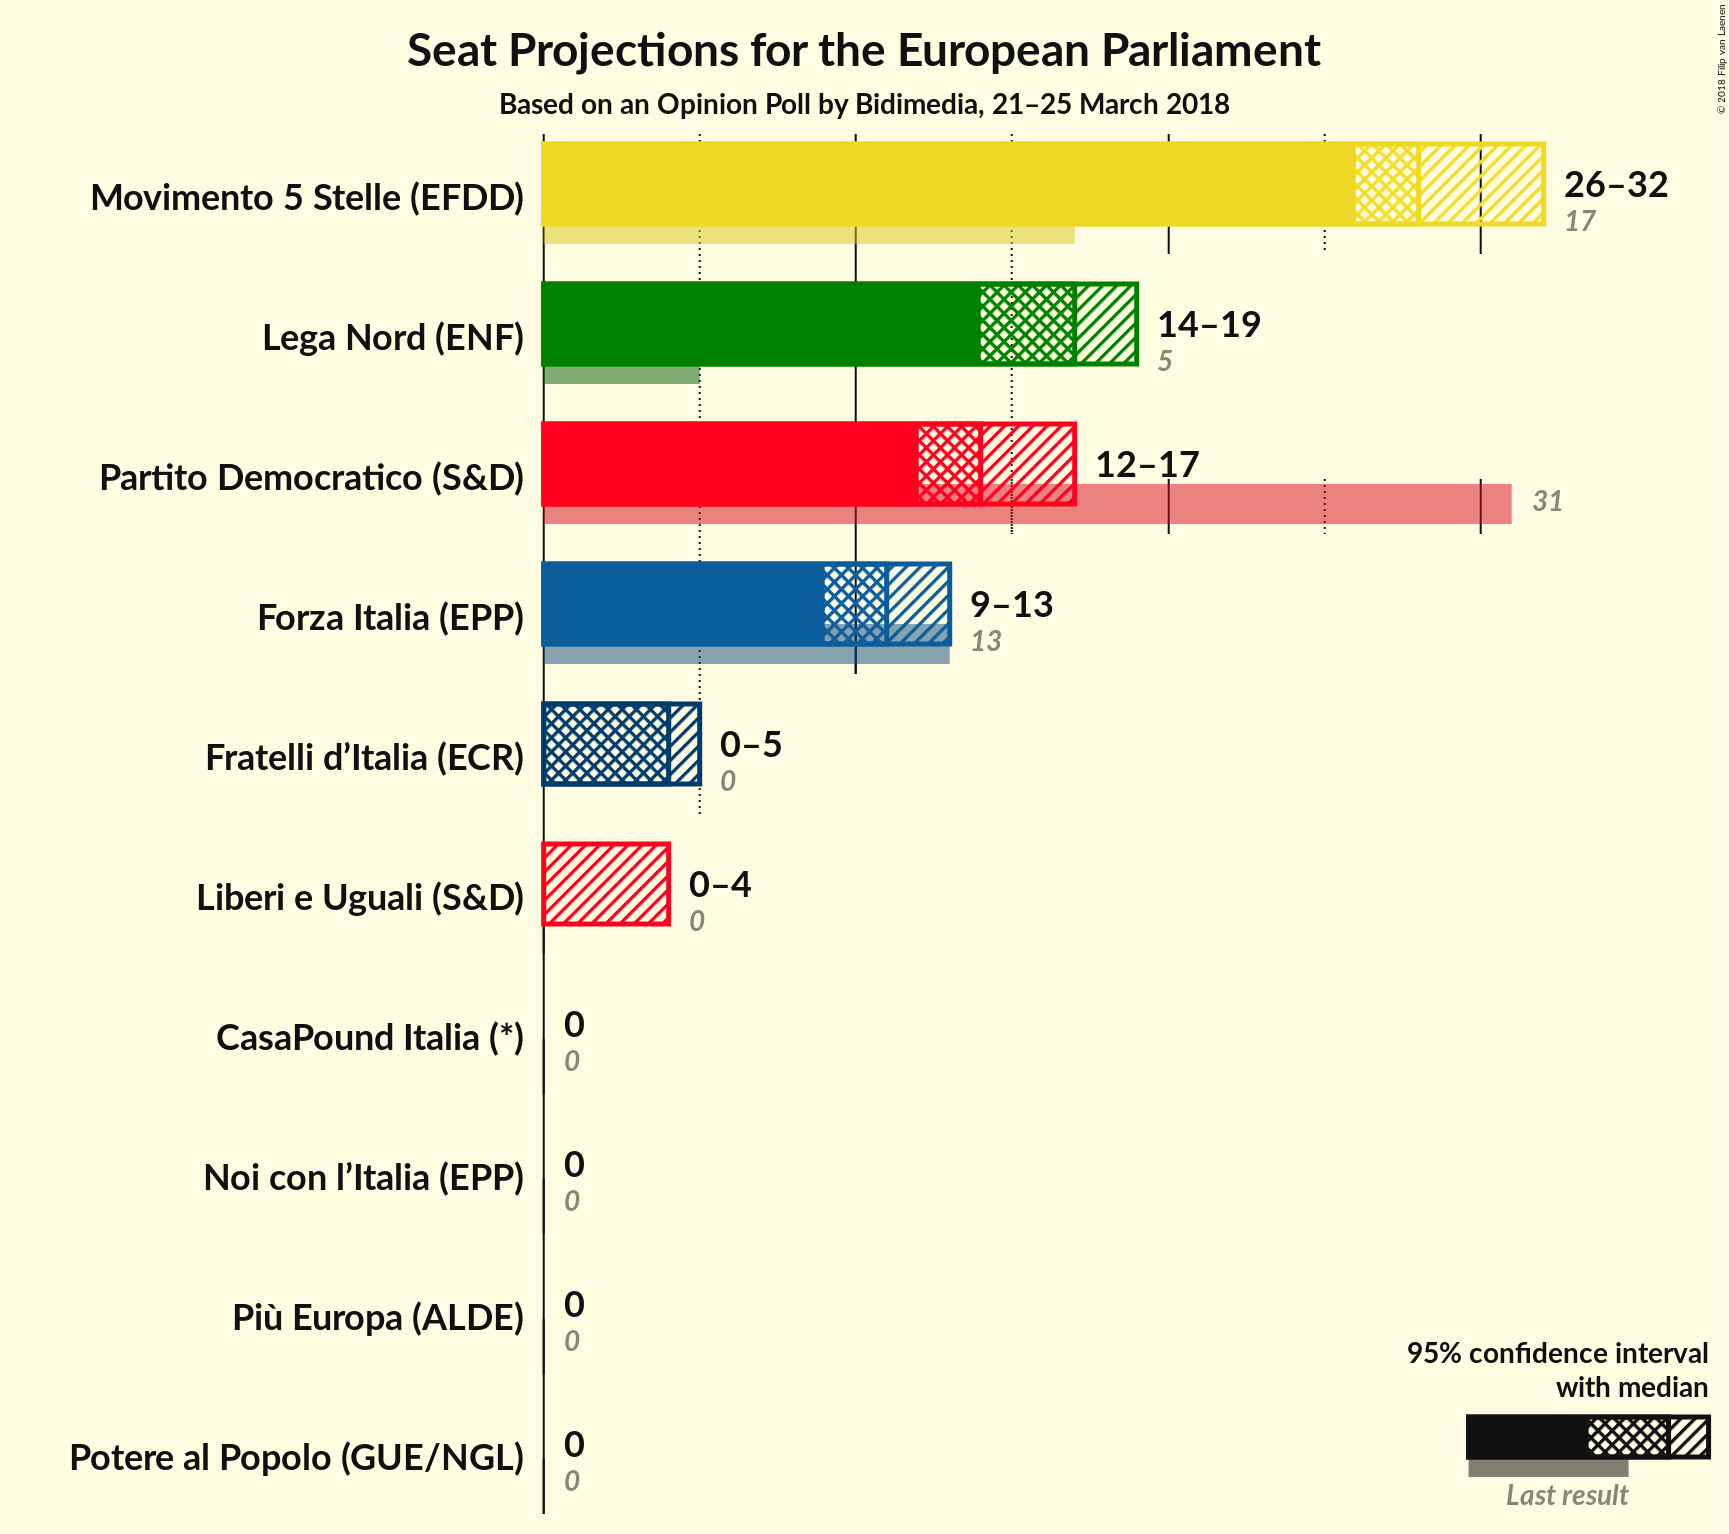 Seat Projections for the European Parliament
Based on an Opinion Poll by Bidimedia, 21–25 March 2018
© 2018 Filip van Laenen
Movimento 5 Stelle (EFDD)
26–32
17
Lega Nord (ENF)
14–19
5
Partito Democratico (S&D)
12–17
31
Forza Italia (EPP)
9–13
13
Fratelli d’Italia (ECR)
0–5
0
Liberi e Uguali (S&D)
0–4
0
CasaPound Italia (*)
0
0
Noi con l’Italia (EPP)
0
0
Più Europa (ALDE)
0
0
Potere al Popolo (GUE/NGL)
0
0
95% confidence interval
with median
Last result